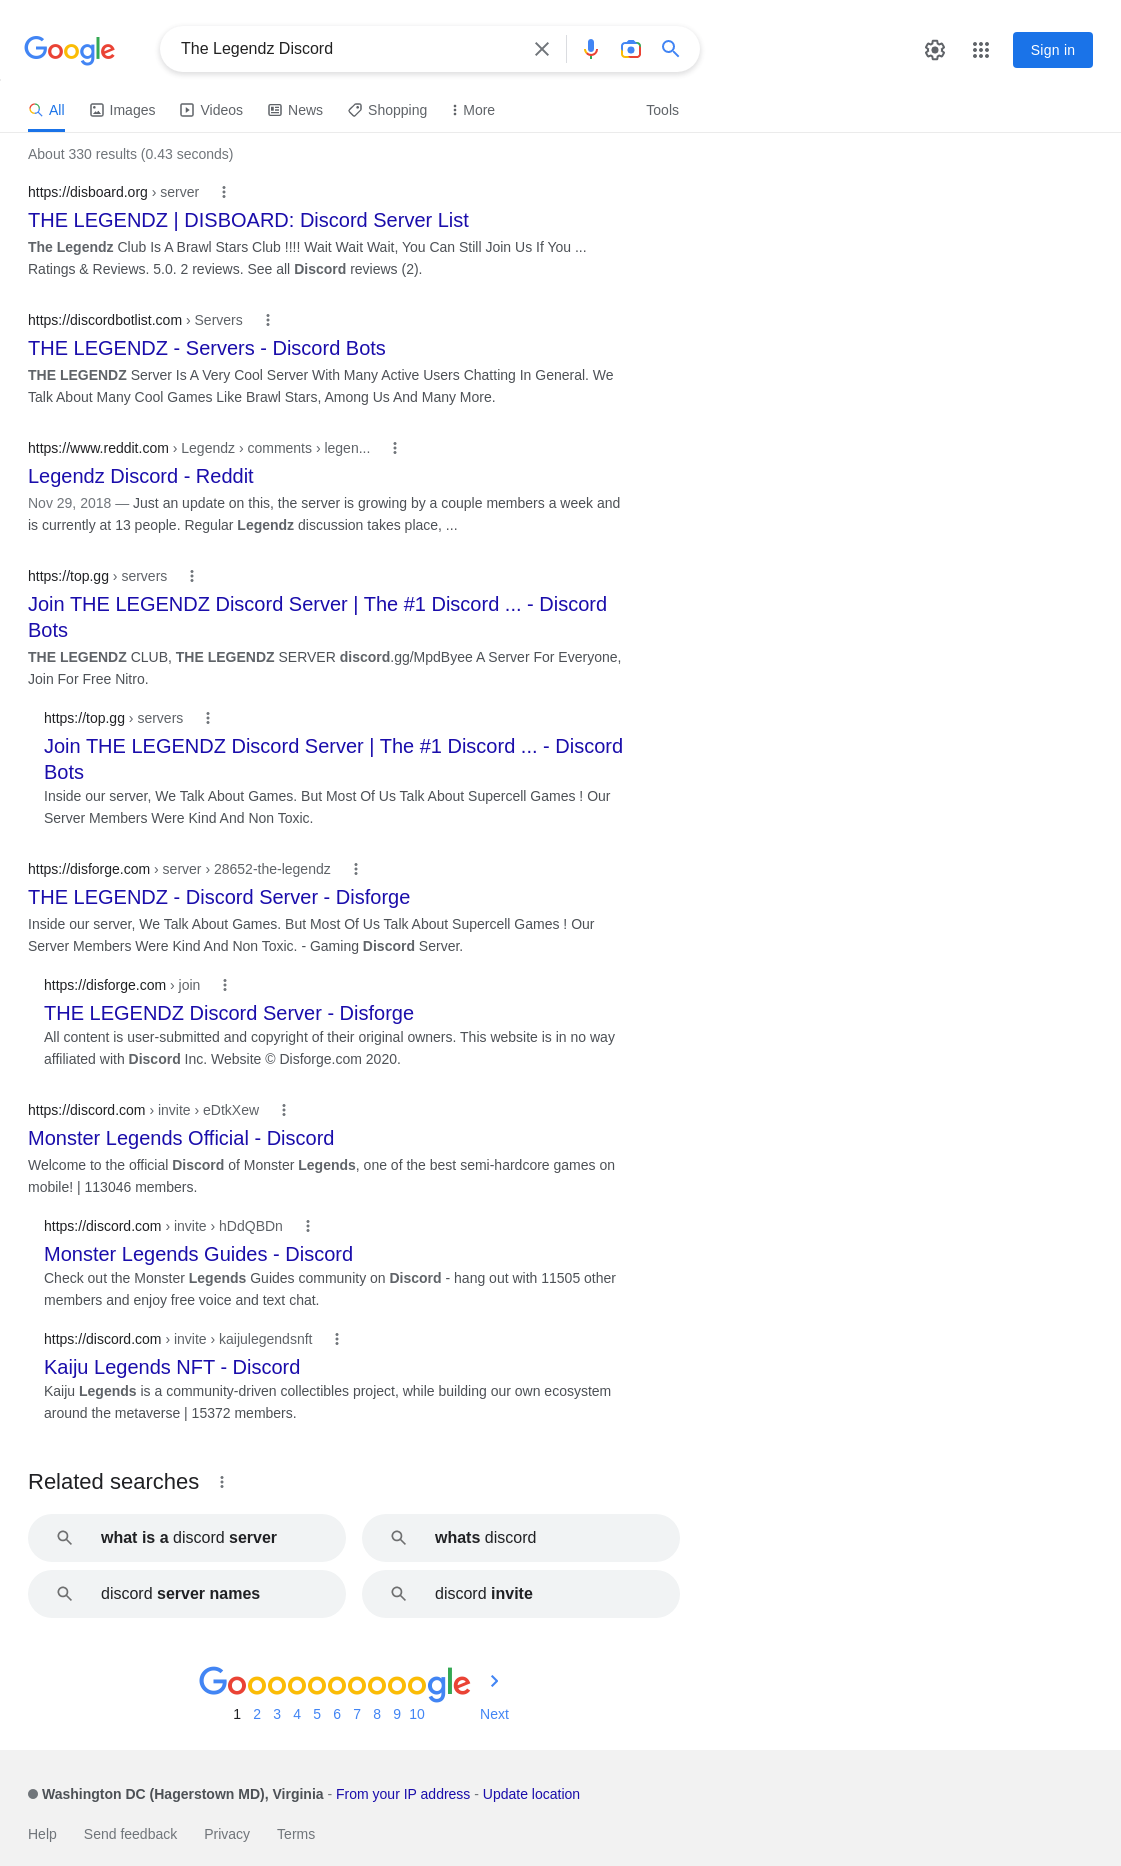 Google
The Legendz Discord
Sign in
All Images Videos News Shopping More Tools
About 330 results (0.43 seconds)
https://disboard.org › server
THE LEGENDZ | DISBOARD: Discord Server List
The Legendz Club Is A Brawl Stars Club !!!! Wait Wait Wait, You Can Still Join Us If You ...
Ratings & Reviews. 5.0. 2 reviews. See all Discord reviews (2).
https://discordbotlist.com › Servers
THE LEGENDZ - Servers - Discord Bots
THE LEGENDZ Server Is A Very Cool Server With Many Active Users Chatting In General. We
Talk About Many Cool Games Like Brawl Stars, Among Us And Many More.
https://www.reddit.com › Legendz › comments › legen...
Legendz Discord - Reddit
Nov 29, 2018 — Just an update on this, the server is growing by a couple members a week and
is currently at 13 people. Regular Legendz discussion takes place, ...
https://top.gg › servers
Join THE LEGENDZ Discord Server | The #1 Discord ... - Discord
Bots
THE LEGENDZ CLUB, THE LEGENDZ SERVER discord.gg/MpdByee A Server For Everyone,
Join For Free Nitro.
https://top.gg › servers
Join THE LEGENDZ Discord Server | The #1 Discord ... - Discord
Bots
Inside our server, We Talk About Games. But Most Of Us Talk About Supercell Games ! Our
Server Members Were Kind And Non Toxic.
https://disforge.com › server › 28652-the-legendz
THE LEGENDZ - Discord Server - Disforge
Inside our server, We Talk About Games. But Most Of Us Talk About Supercell Games ! Our
Server Members Were Kind And Non Toxic. - Gaming Discord Server.
https://disforge.com › join
THE LEGENDZ Discord Server - Disforge
All content is user-submitted and copyright of their original owners. This website is in no way
affiliated with Discord Inc. Website © Disforge.com 2020.
https://discord.com › invite › eDtkXew
Monster Legends Official - Discord
Welcome to the official Discord of Monster Legends, one of the best semi-hardcore games on
mobile! | 113046 members.
https://discord.com › invite › hDdQBDn
Monster Legends Guides - Discord
Check out the Monster Legends Guides community on Discord - hang out with 11505 other
members and enjoy free voice and text chat.
https://discord.com › invite › kaijulegendsnft
Kaiju Legends NFT - Discord
Kaiju Legends is a community-driven collectibles project, while building our own ecosystem
around the metaverse | 15372 members.
Related searches
what is a discord server
whats discord
discord server names
discord invite
Goooooooooogle
1 2 3 4 5 6 7 8 9 10 Next
Washington DC (Hagerstown MD), Virginia - From your IP address - Update location
Help Send feedback Privacy Terms